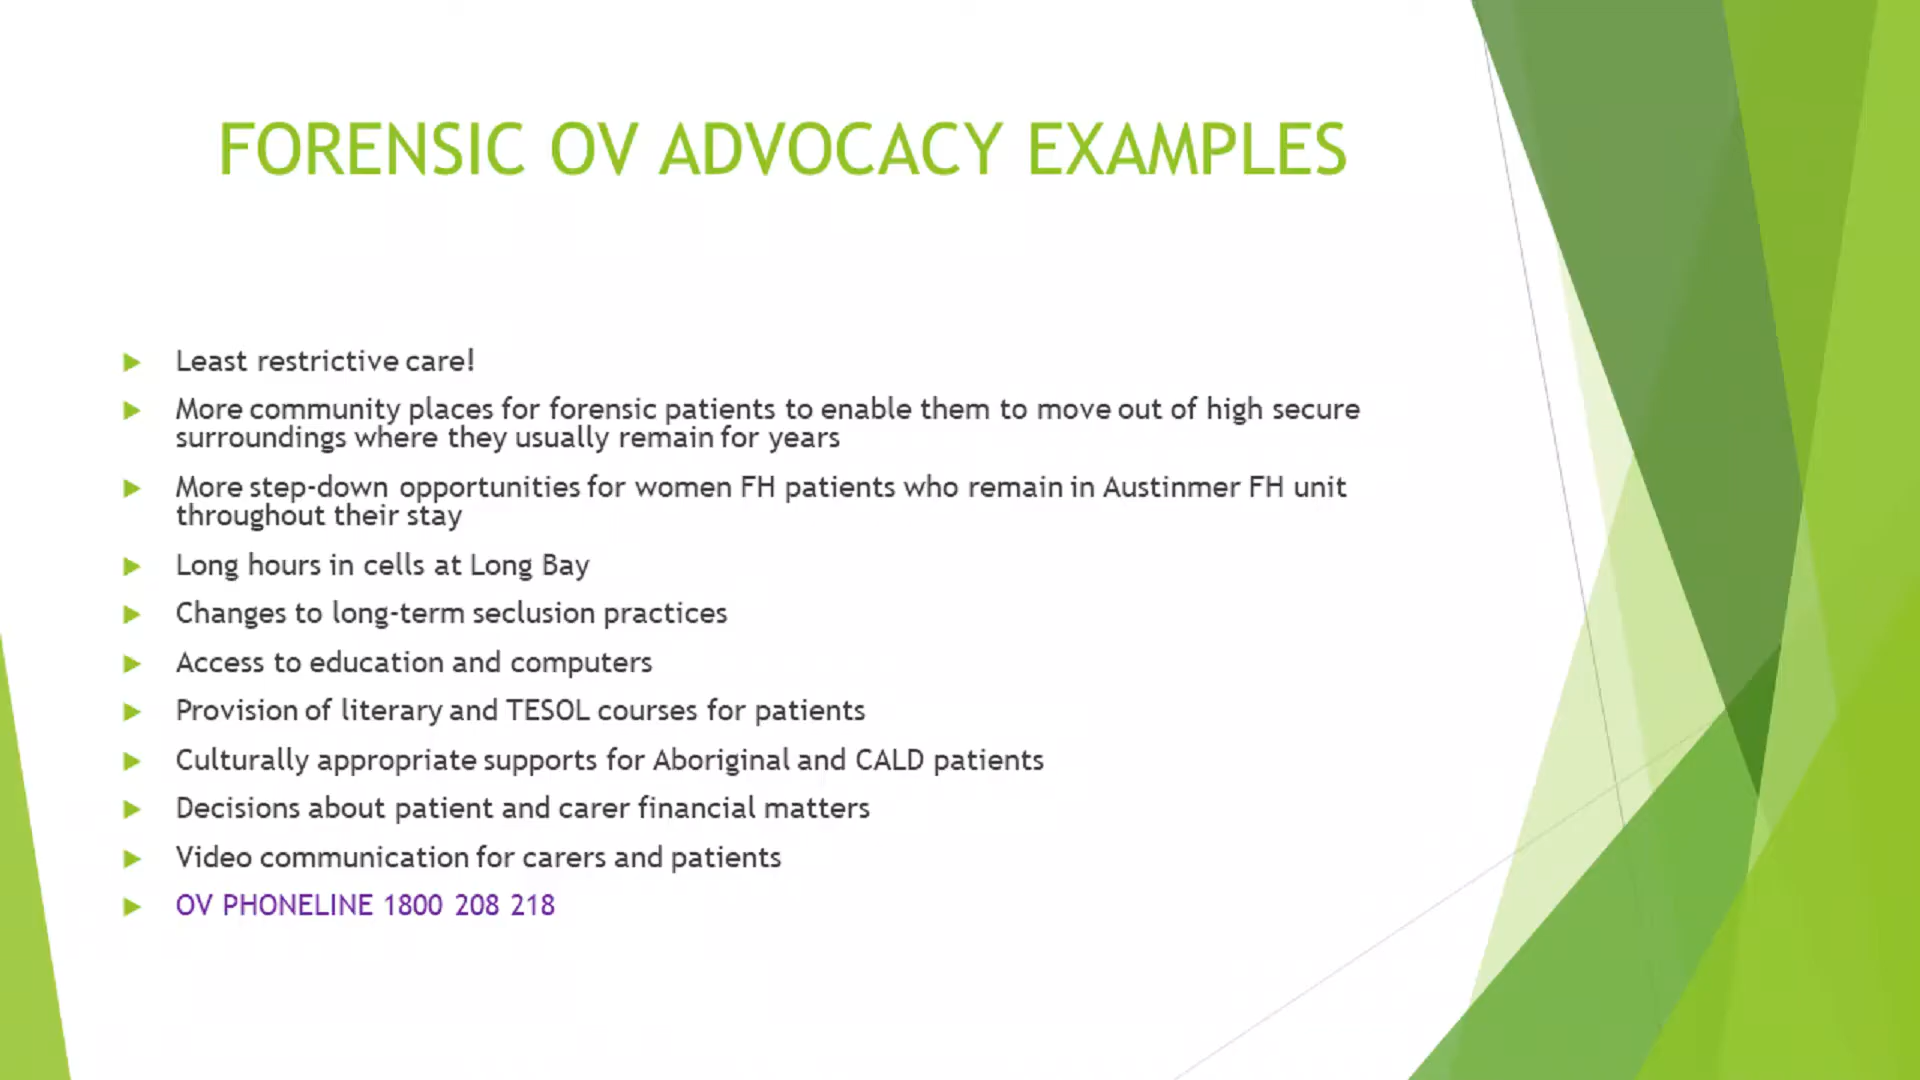 FORENSIC OV ADVOCACY EXAMPLES
Least restrictive care!
More community places for forensic patients to enable them to move out of high secure
surroundings where they usually remain for years
More step-down opportunities for women FH patients who remain in Austinmer FH unit
throughout their stay
Long hours in cells at Long Bay
Changes to long-term seclusion practices
Access to education and computers
Provision of literary and TESOL courses for patients
Culturally appropriate supports for Aboriginal and CALD patients
Decisions about patient and carer financial matters
Video communication for carers and patients
OV PHONELINE 1800 208 218